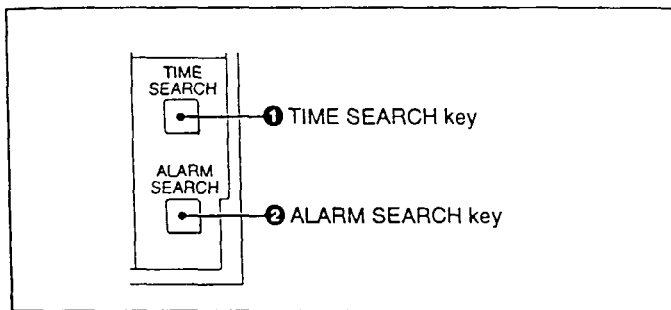 TIME
SEARCH
❶ TIME SEARCH key
ALARM
SEARCH
❷ ALARM SEARCH key